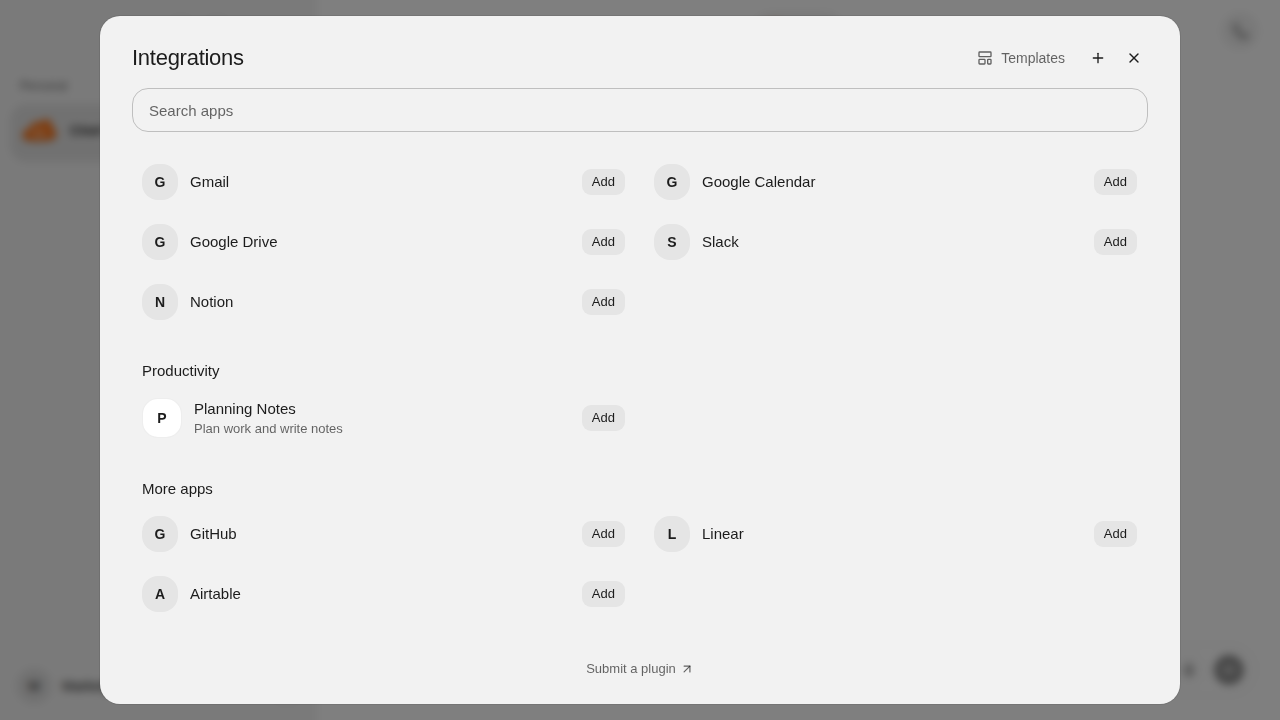 Integrations
Templates
Search apps
G Gmail Add
G Google Calendar Add
G Google Drive Add
S Slack Add
N Notion Add
Productivity
P Planning Notes Add
Plan work and write notes
More apps
G GitHub Add
L Linear Add
A Airtable Add
Submit a plugin